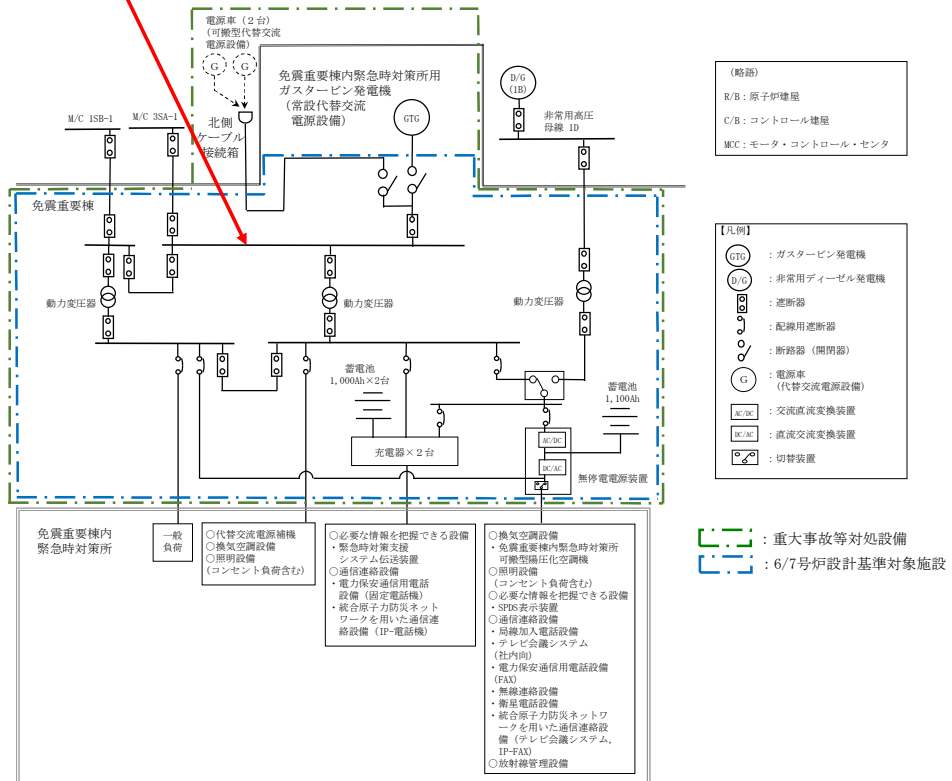 電源車(2台)
(可搬型代替交流
電源設備)
G
G
M/C 1SB-1
M/C 3SA-1
北側
ケーブル
接続箱
免震重要棟内緊急時対策所用
ガスタービン発電機
(常設代替交流
電源設備)
GTG
D/G
(1B)
非常用高圧
母線 1D
(略語)
R/B:原子炉建屋
C/B:コントロール建屋
MCC:モータ・コントロール・センタ
免震重要棟
動力変圧器
動力変圧器
動力変圧器
蓄電池
1,000Ah×2台
蓄電池
1,100Ah
充電器×2台
AC/DC
DC/AC
無停電電源装置
【凡例】
GTG :ガスタービン発電機
D/G :非常用ディーゼル発電機
:遮断器
:配線用遮断器
:断路器(開閉器)
G :電源車
(代替交流電源設備)
AC/DC :交流直流変換装置
DC/AC :直流交流変換装置
:切替装置
免震重要棟内
緊急時対策所
一般
負荷
○代替交流電源補機
○換気空調設備
○照明設備
(コンセント負荷含む)
○必要な情報を把握できる設備
・緊急時対策支援
システム伝送装置
○通信連絡設備
・電力保安通信用電話
設備(固定電話機)
・統合原子力防災ネット
ワークを用いた通信連
絡設備(IP-電話機)
○換気空調設備
・免震重要棟内緊急時対策所
可搬型陽圧化空調機
○照明設備
(コンセント負荷含む)
○必要な情報を把握できる設備
・SPDS表示装置
○通信連絡設備
・局線加入電話設備
・テレビ会議システム
(社内向)
・電力保安通信用電話設備
(FAX)
・無線連絡設備
・衛星電話設備
・統合原子力防災ネットワ
ークを用いた通信連絡設
備(テレビ会議システム,
IP-FAX)
○放射線管理設備
:重大事故等対処設備
:6/7号炉設計基準対象施設